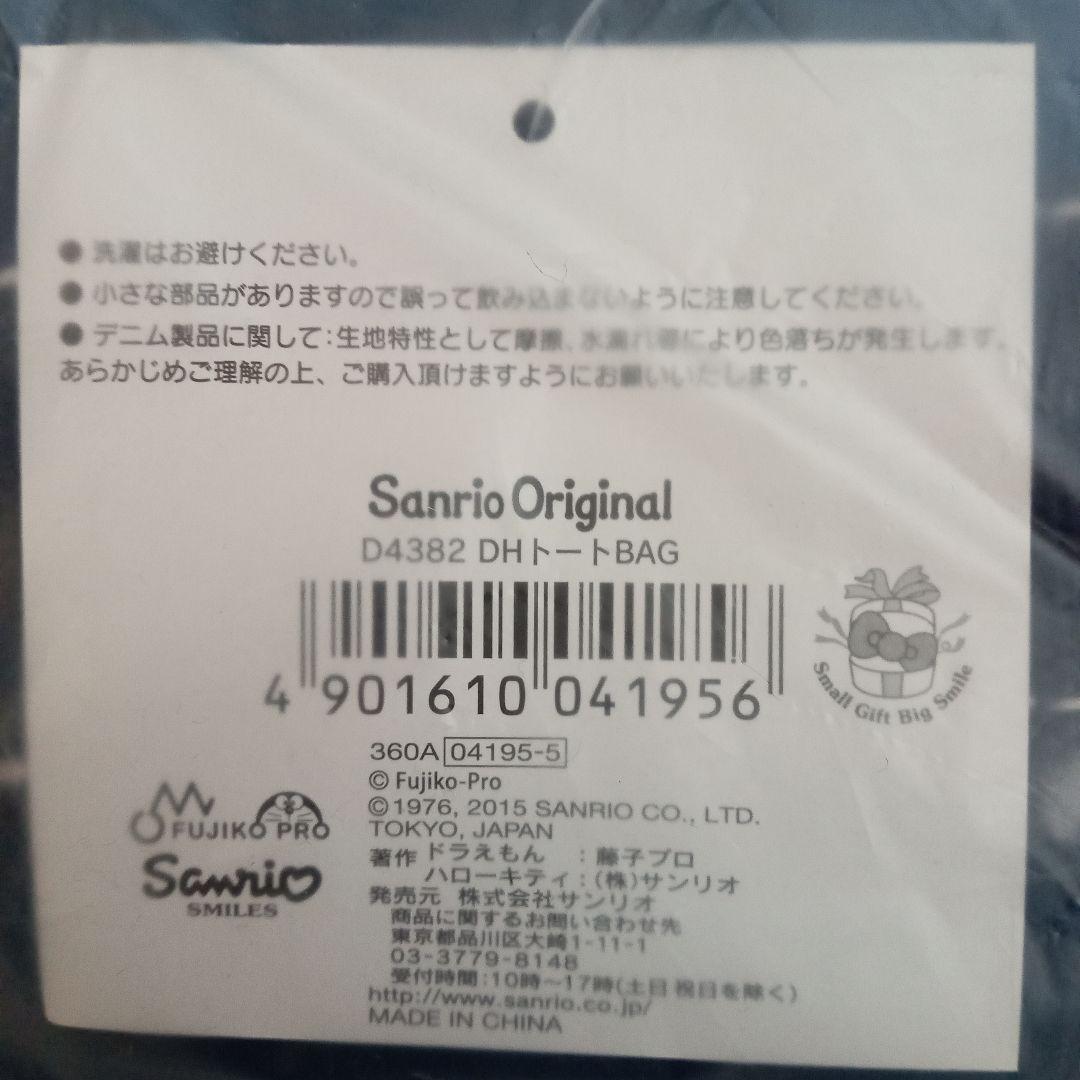 ● 洗濯はお避けください。
● 小さな部品がありますので誤って飲み込まないように注意してください。
● デニム製品に関して:生地特性として摩擦、水濡れ等により色落ちが発生します。
あらかじめご理解の上、ご購入頂けますようにお願いいたします。
Sanrio Original
D4382 DHトートBAG
4 901610 041956
Small Gift Big Smile
360A 04195-5
© Fujiko-Pro
©1976, 2015 SANRIO CO., LTD.
TOKYO, JAPAN
FUJIKO PRO
Sanrio
SMILES
著作 ドラえもん :藤子プロ
ハローキティ:(株)サンリオ
発売元 株式会社サンリオ
商品に関するお問い合わせ先
東京都品川区大崎1-11-1
03-3779-8148
受付時間:10時〜17時(土日祝日を除く)
http://www.sanrio.co.jp/
MADE IN CHINA